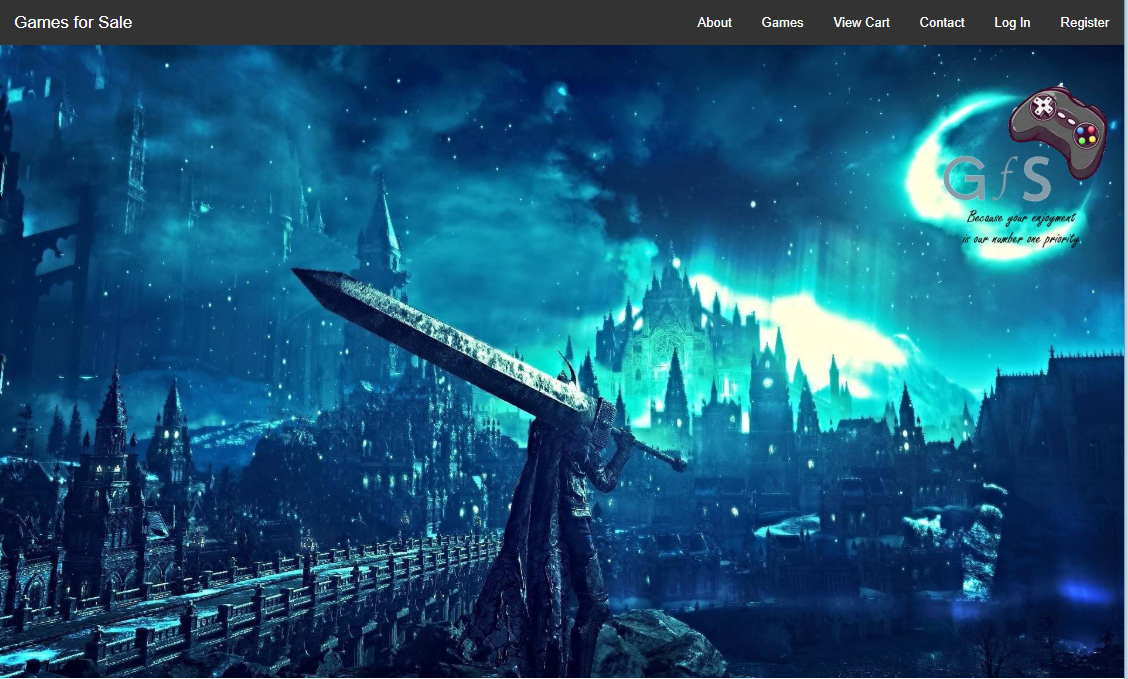 Games for Sale
About
Games
View Cart
Contact
Log In
Register
GfS
Because your enjoyment
is our number one priority.